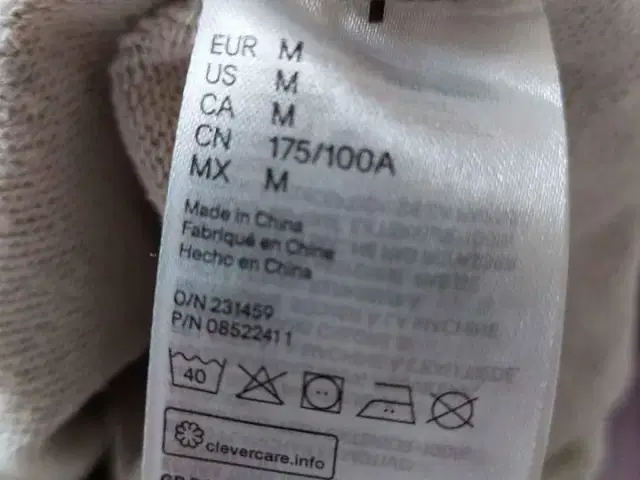 EUR M
US M
CA M
CN 175/100A
MX M
Made in China
Fabriqué en Chine
Hecho en China
O/N 231459
P/N 08522411
40
clevercare.info